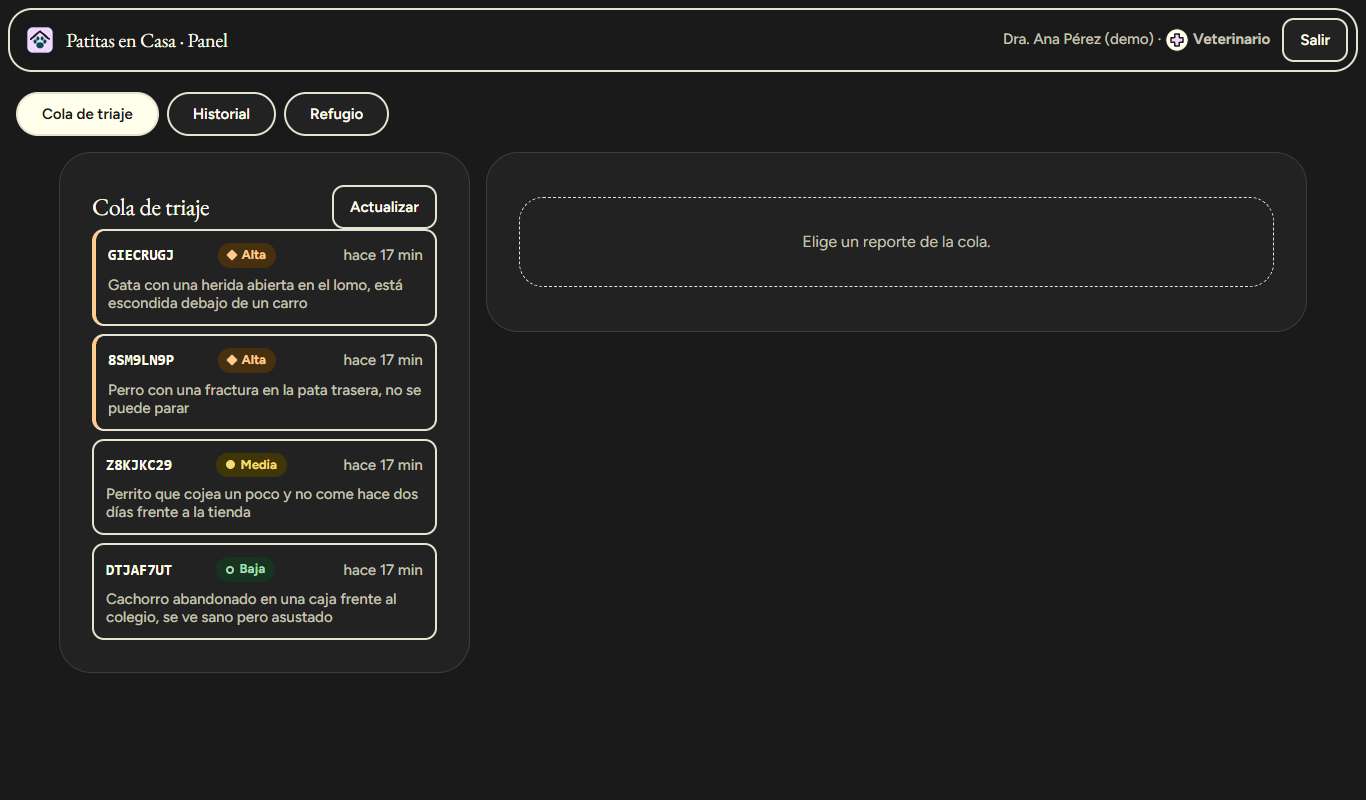 Patitas en Casa · Panel
Dra. Ana Pérez (demo) · Veterinario
Salir
Cola de triaje
Historial
Refugio
Cola de triaje
Actualizar
GIECRUGJ
Alta
hace 17 min
Gata con una herida abierta en el lomo, está
escondida debajo de un carro
8SM9LN9P
Alta
hace 17 min
Perro con una fractura en la pata trasera, no se
puede parar
Z8KJKC29
Media
hace 17 min
Perrito que cojea un poco y no come hace dos
días frente a la tienda
DTJAF7UT
Baja
hace 17 min
Cachorro abandonado en una caja frente al
colegio, se ve sano pero asustado
Elige un reporte de la cola.